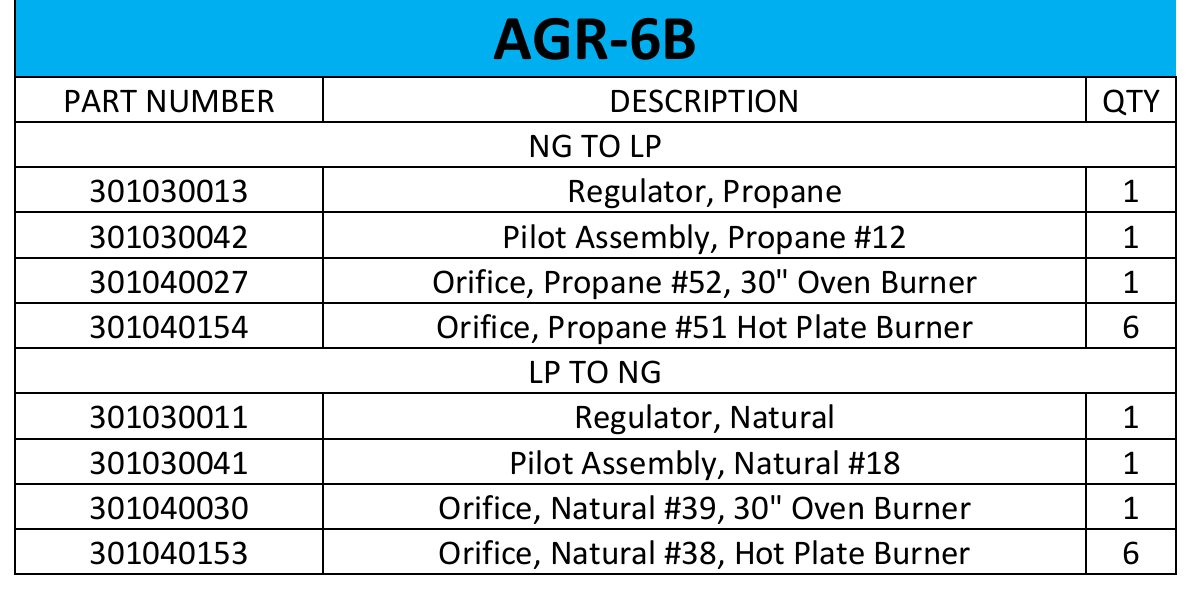 AGR-6B
PART NUMBER DESCRIPTION QTY
NG TO LP
301030013 Regulator, Propane 1
301030042 Pilot Assembly, Propane #12 1
301040027 Orifice, Propane #52, 30" Oven Burner 1
301040154 Orifice, Propane #51 Hot Plate Burner 6
LP TO NG
301030011 Regulator, Natural 1
301030041 Pilot Assembly, Natural #18 1
301040030 Orifice, Natural #39, 30" Oven Burner 1
301040153 Orifice, Natural #38, Hot Plate Burner 6